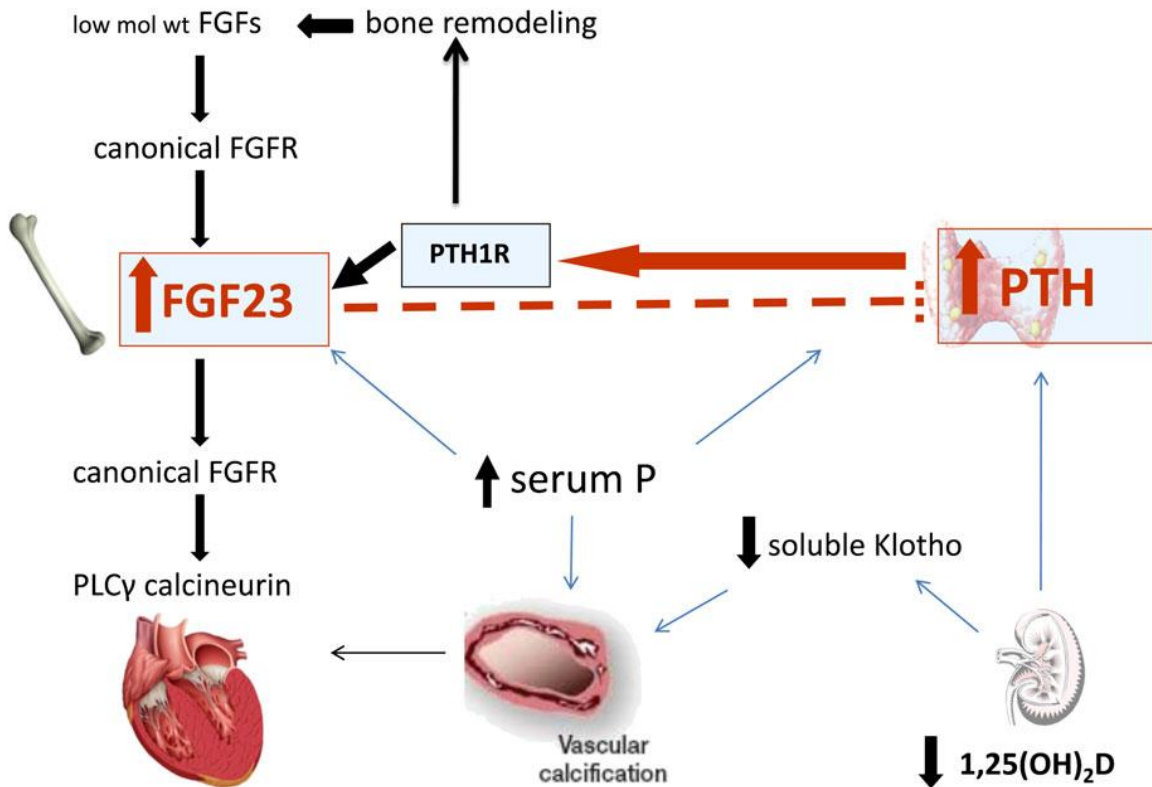 low mol wt FGFs
bone remodeling
canonical FGFR
PTH1R
FGF23
PTH
canonical FGFR
serum P
soluble Klotho
PLCγ calcineurin
Vascular
calcification
1,25(OH)₂D